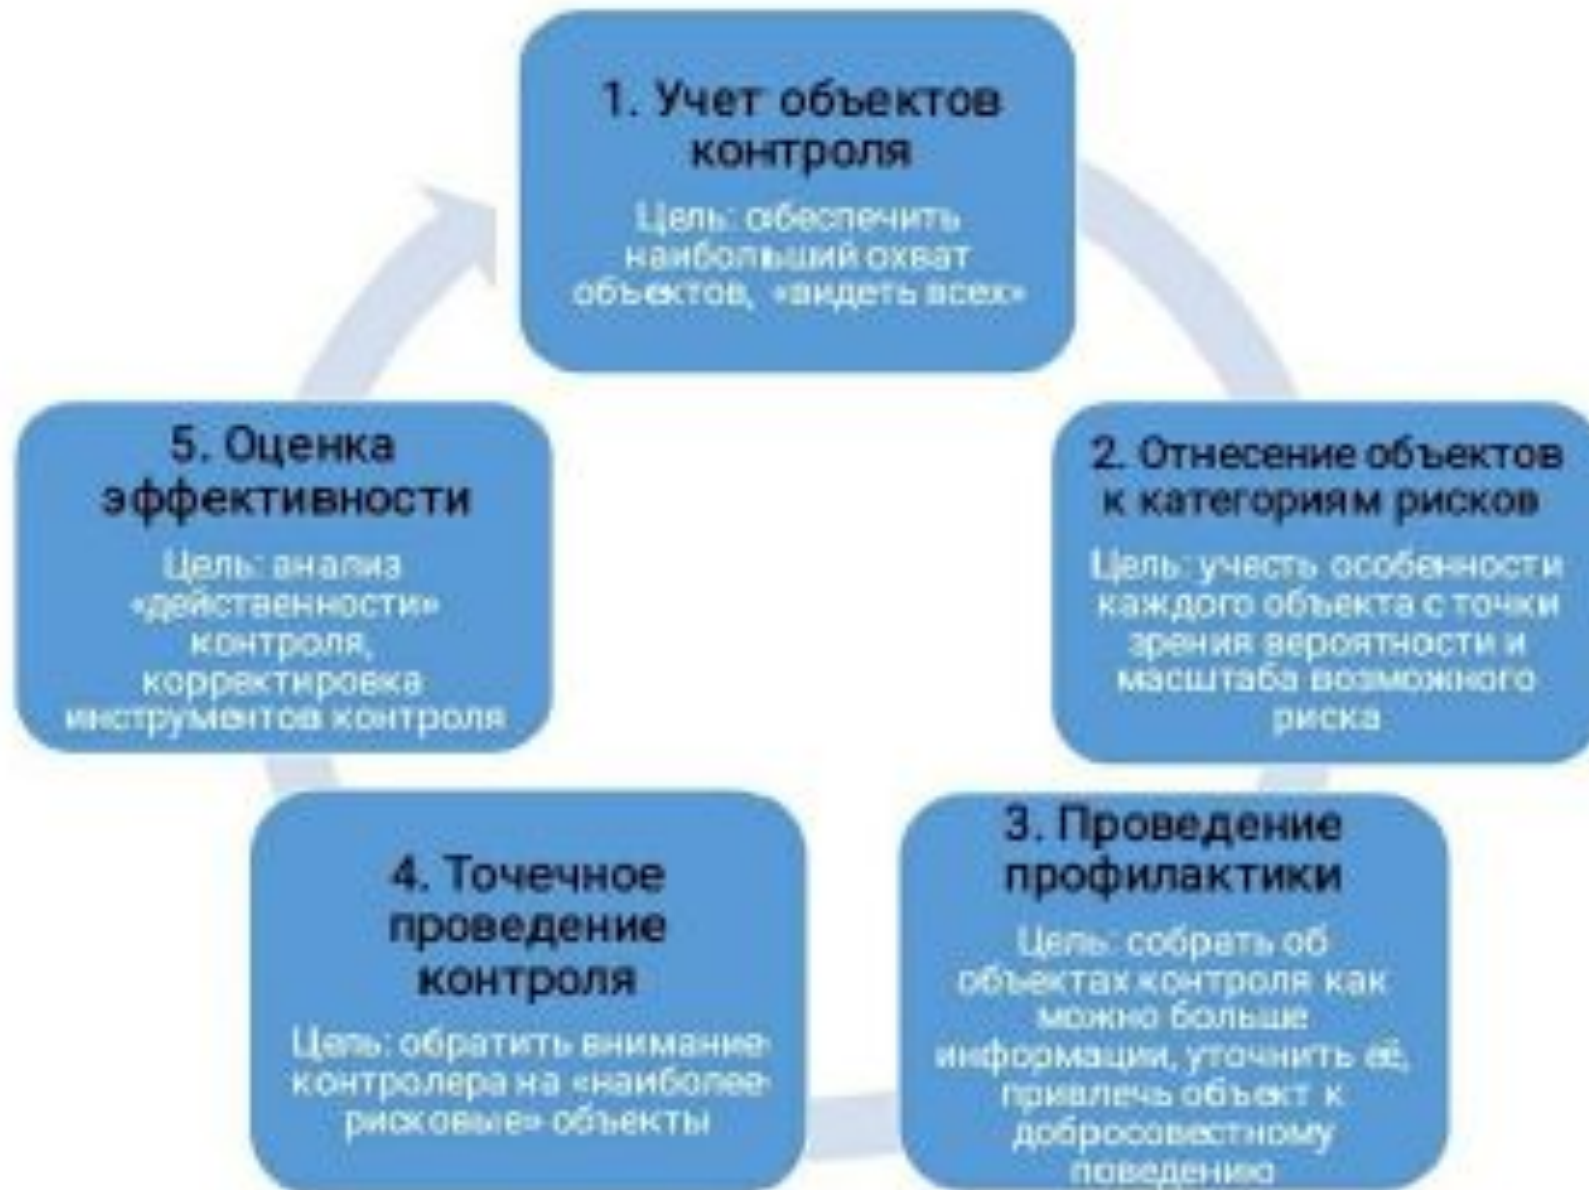 1. Учет объектов
контроля
Цель: обеспечить
наибольший охват
объектов, «видеть всех»
2. Отнесение объектов
к категориям рисков
Цель: учесть особенности
каждого объекта с точки
зрения вероятности и
масштаба возможного
риска
3. Проведение
профилактики
Цель: собрать об
объектах контроля как
можно больше
информации, уточнить её,
привлечь объект к
добросовестному
поведению
4. Точечное
проведение
контроля
Цель: обратить внимание
контролера на «наиболее
рисковые» объекты
5. Оценка
эффективности
Цель: анализ
«действенности»
контроля,
корректировка
инструментов контроля